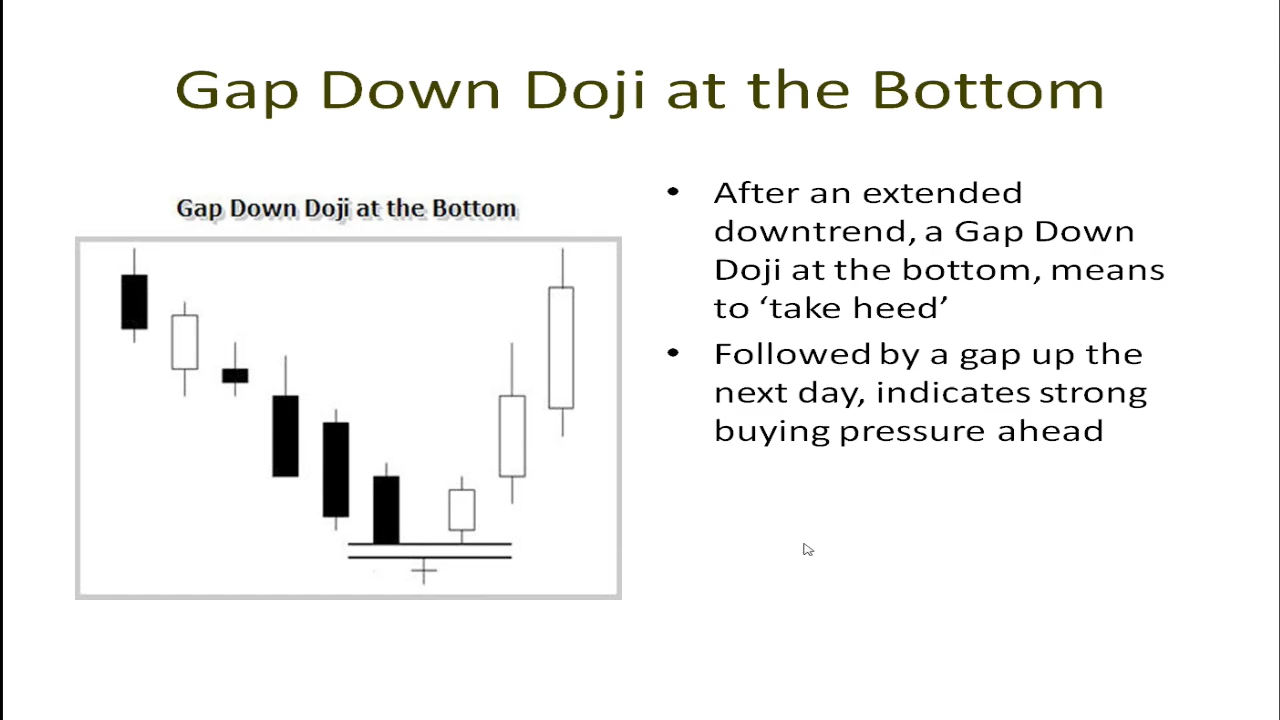 Gap Down Doji at the Bottom
Gap Down Doji at the Bottom
• After an extended
downtrend, a Gap Down
Doji at the bottom, means
to ‘take heed’
• Followed by a gap up the
next day, indicates strong
buying pressure ahead